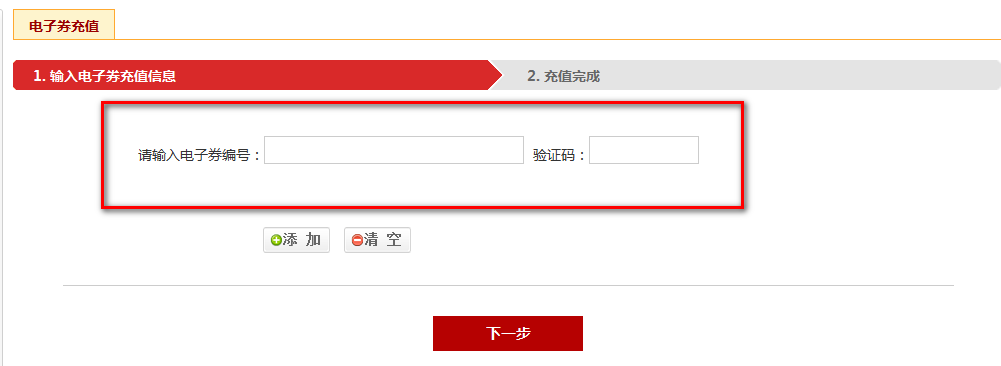 电子券充值
1. 输入电子券充值信息 2. 充值完成
请输入电子券编号： 验证码：
添 加 清 空
下一步